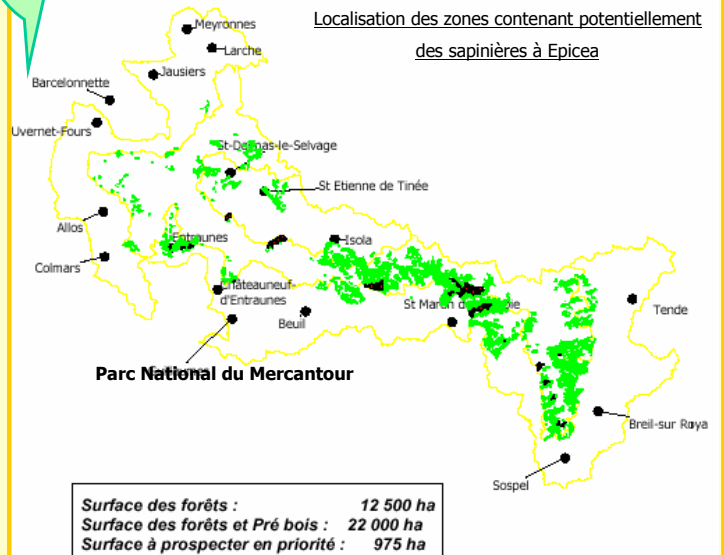 Localisation des zones contenant potentiellement
des sapinières à Epicea
Meyronnes
Larche
Jausiers
Barcelonnette
Uvernet-Fours
St Etienne de Tinée
Allos
Entraunes
Isola
Colmars
Châteauneuf-
d'Entraunes
Beuil
Tende
Parc National du Mercantour
Breil-sur Roya
Sospel
Surface des forêts : 12 500 ha
Surface des forêts et Pré bois : 22 000 ha
Surface à prospecter en priorité : 975 ha